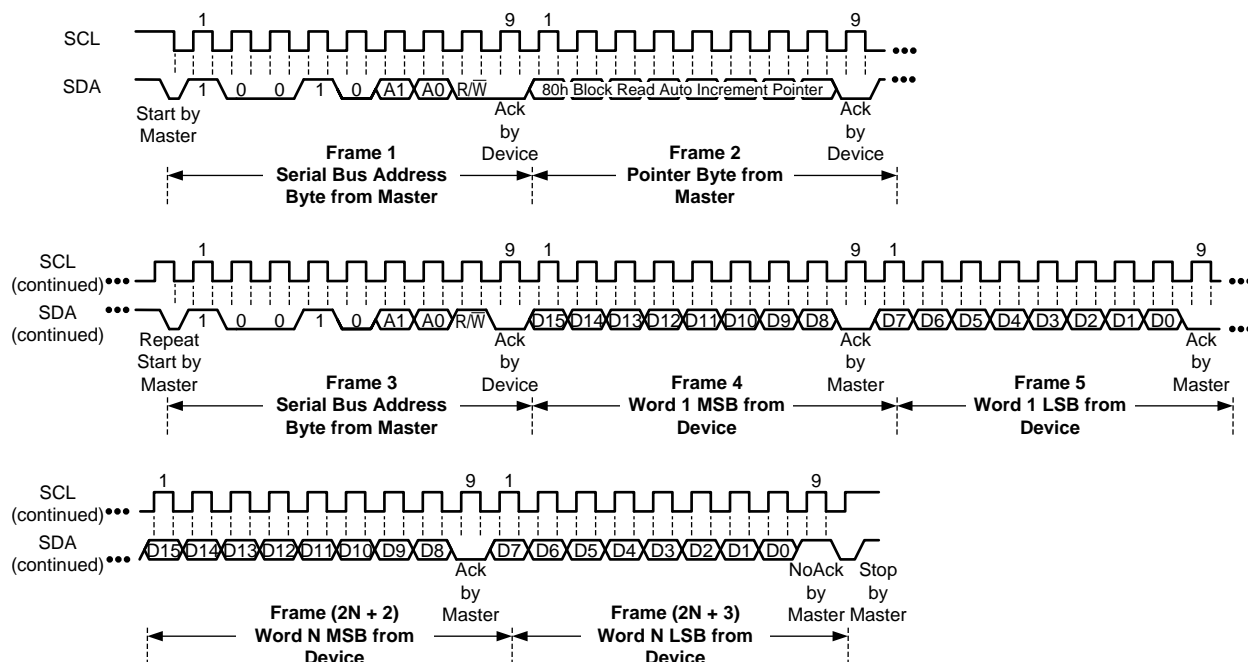 1 9 1 9
SCL
SDA
1 0 0 1 0 A1 A0 R/W̅ 80h Block Read Auto Increment Pointer
Start by
Master
Ack
by
Device
Ack
by
Device
Frame 1
Serial Bus Address
Byte from Master
Frame 2
Pointer Byte from
Master
1 9 1 9 1 9
SCL
(continued)
SDA
(continued)
1 0 0 1 0 A1 A0 R/W̅ D15 D14 D13 D12 D11 D10 D9 D8 D7 D6 D5 D4 D3 D2 D1 D0
Repeat
Start by
Master
Ack
by
Device
Ack
by
Master
Ack
by
Master
Frame 3
Serial Bus Address
Byte from Master
Frame 4
Word 1 MSB from
Device
Frame 5
Word 1 LSB from
Device
1 9 1 9
SCL
(continued)
SDA
(continued)
D15 D14 D13 D12 D11 D10 D9 D8 D7 D6 D5 D4 D3 D2 D1 D0
Ack
by
Master
NoAck
by
Master
Stop
by
Master
Frame (2N + 2)
Word N MSB from
Device
Frame (2N + 3)
Word N LSB from
Device